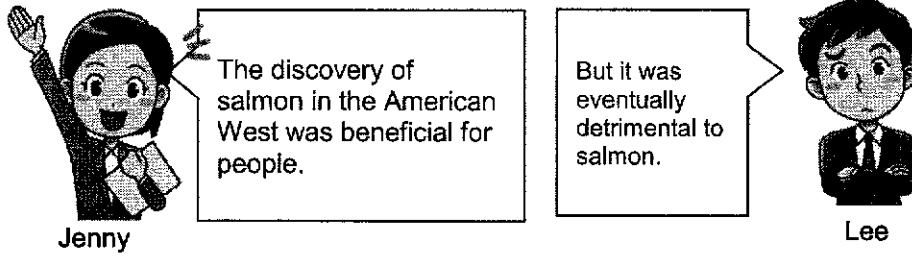 The discovery of
salmon in the American
West was beneficial for
people.
But it was
eventually
detrimental to
salmon.
Jenny
Lee